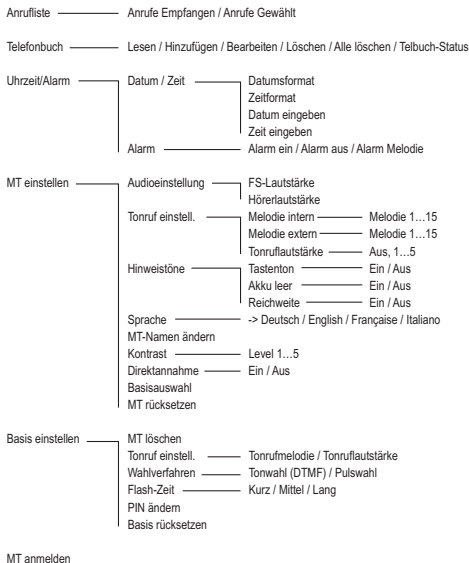 Anrufliste Anrufe Empfangen / Anrufe Gewählt
Telefonbuch Lesen / Hinzufügen / Bearbeiten / Löschen / Alle löschen / Telbuch-Status
Uhrzeit/Alarm Datum / Zeit Datumsformat
Zeitformat
Datum eingeben
Zeit eingeben
Alarm Alarm ein / Alarm aus / Alarm Melodie
MT einstellen Audioeinstellung FS-Lautstärke
Hörerlautstärke
Tonruf einstell. Melodie intern Melodie 1…15
Melodie extern Melodie 1…15
Tonruflautstärke Aus, 1…5
Hinweistöne Tastenton Ein / Aus
Akku leer Ein / Aus
Reichweite Ein / Aus
Sprache -> Deutsch / English / Française / Italiano
MT-Namen ändern
Kontrast Level 1…5
Direktannahme Ein / Aus
Basisauswahl
MT rücksetzen
Basis einstellen MT löschen
Tonruf einstell. Tonrufmelodie / Tonruflautstärke
Wahlverfahren Tonwahl (DTMF) / Pulswahl
Flash-Zeit Kurz / Mittel / Lang
PIN ändern
Basis rücksetzen
MT anmelden